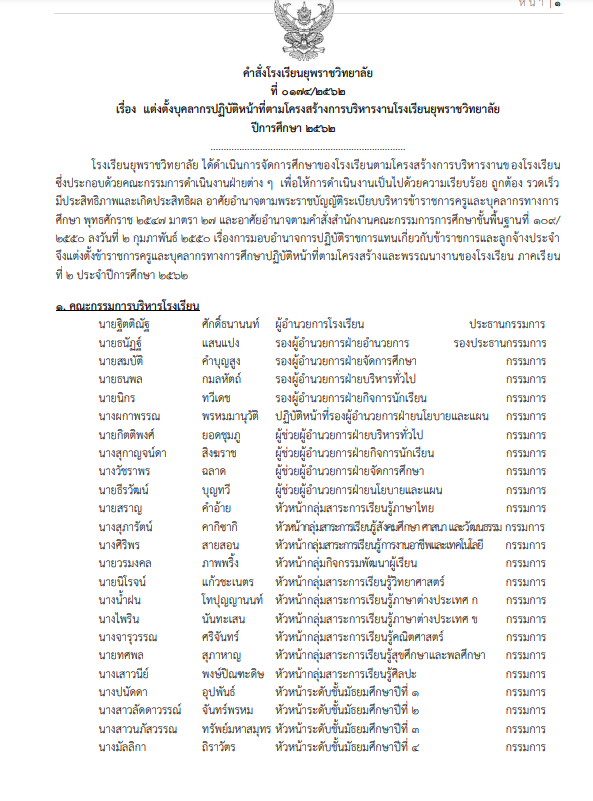 หน้า | ๑
คำสั่งโรงเรียนยุพราชวิทยาลัย
ที่ ๐๑๗๔/๒๕๖๒
เรื่อง แต่งตั้งบุคลากรปฏิบัติหน้าที่ตามโครงสร้างการบริหารงานโรงเรียนยุพราชวิทยาลัย
ปีการศึกษา ๒๕๖๒
โรงเรียนยุพราชวิทยาลัย ได้ดำเนินการจัดการศึกษาของโรงเรียนตามโครงสร้างการบริหารงานของโรงเรียน
ซึ่งประกอบด้วยคณะกรรมการดำเนินงานฝ่ายต่าง ๆ เพื่อให้การดำเนินงานเป็นไปด้วยความเรียบร้อย ถูกต้อง รวดเร็ว
มีประสิทธิภาพและเกิดประสิทธิผล อาศัยอำนาจตามพระราชบัญญัติระเบียบบริหารข้าราชการครูและบุคลากรทางการ
ศึกษา พุทธศักราช ๒๕๔๗ มาตรา ๒๗ และอาศัยอำนาจตามคำสั่งสำนักงานคณะกรรมการการศึกษาขั้นพื้นฐานที่ ๑๐๙/
๒๕๕๐ ลงวันที่ ๒ กุมภาพันธ์ ๒๕๕๐ เรื่องการมอบอำนาจการปฏิบัติราชการแทนเกี่ยวกับข้าราชการและลูกจ้างประจำ
จึงแต่งตั้งข้าราชการครูและบุคลากรทางการศึกษาปฏิบัติหน้าที่ตามโครงสร้างและพรรณนางานของโรงเรียน ภาคเรียน
ที่ ๒ ประจำปีการศึกษา ๒๕๖๒
๑. คณะกรรมการบริหารโรงเรียน
นายฐิตติณัฐ ศักดิ์ธนานนท์ ผู้อำนวยการโรงเรียน ประธานกรรมการ
นายธนัฏฐ์ แสนแปง รองผู้อำนวยการฝ่ายอำนวยการ รองประธานกรรมการ
นายสมบัติ คำบุญสูง รองผู้อำนวยการฝ่ายจัดการศึกษา กรรมการ
นายธนพล กมลหัตถ์ รองผู้อำนวยการฝ่ายบริหารทั่วไป กรรมการ
นายนิกร ทวีเดช รองผู้อำนวยการฝ่ายกิจการนักเรียน กรรมการ
นางผกาพรรณ พรหมมานุวัติ ปฏิบัติหน้าที่รองผู้อำนวยการฝ่ายนโยบายและแผน กรรมการ
นายกิตติพงศ์ ยอดชุมภู ผู้ช่วยผู้อำนวยการฝ่ายบริหารทั่วไป กรรมการ
นางสุกาญจน์ดา สิงฆราช ผู้ช่วยผู้อำนวยการฝ่ายกิจการนักเรียน กรรมการ
นางวัชราพร ฉลาด ผู้ช่วยผู้อำนวยการฝ่ายจัดการศึกษา กรรมการ
นายธีรวัฒน์ บุญทวี ผู้ช่วยผู้อำนวยการฝ่ายนโยบายและแผน กรรมการ
นายสราญ คำอ้าย หัวหน้ากลุ่มสาระการเรียนรู้ภาษาไทย กรรมการ
นางสุภารัตน์ คากิซากิ หัวหน้ากลุ่มสาระการเรียนรู้สังคมศึกษา ศาสนา และวัฒนธรรม กรรมการ
นางศิริพร สายสอน หัวหน้ากลุ่มสาระการเรียนรู้การงานอาชีพและเทคโนโลยี กรรมการ
นายวรมงคล ภาพพริ้ง หัวหน้ากลุ่มกิจกรรมพัฒนาผู้เรียน กรรมการ
นายนิโรจน์ แก้วชะเนตร หัวหน้ากลุ่มสาระการเรียนรู้วิทยาศาสตร์ กรรมการ
นางน้ำฝน โทปุญญานนท์ หัวหน้ากลุ่มสาระการเรียนรู้ภาษาต่างประเทศ ก กรรมการ
นางไพริน นันทะเสน หัวหน้ากลุ่มสาระการเรียนรู้ภาษาต่างประเทศ ข กรรมการ
นางจารุวรรณ ศรีจันทร์ หัวหน้ากลุ่มสาระการเรียนรู้คณิตศาสตร์ กรรมการ
นายทศพล สุภาหาญ หัวหน้ากลุ่มสาระการเรียนรู้สุขศึกษาและพลศึกษา กรรมการ
นางเสาวนีย์ พงษ์ปิณฑะดิษ หัวหน้ากลุ่มสาระการเรียนรู้ศิลปะ กรรมการ
นางปนัดดา อุปพันธ์ หัวหน้าระดับชั้นมัธยมศึกษาปีที่ ๑ กรรมการ
นางสาวลัดดาวรรณ์ จันทร์พรหม หัวหน้าระดับชั้นมัธยมศึกษาปีที่ ๒ กรรมการ
นางสาวนภัสวรรณ ทรัพย์มหาสมุทร หัวหน้าระดับชั้นมัธยมศึกษาปีที่ ๓ กรรมการ
นางมัลลิกา ถิราวัตร หัวหน้าระดับชั้นมัธยมศึกษาปีที่ ๔ กรรมการ